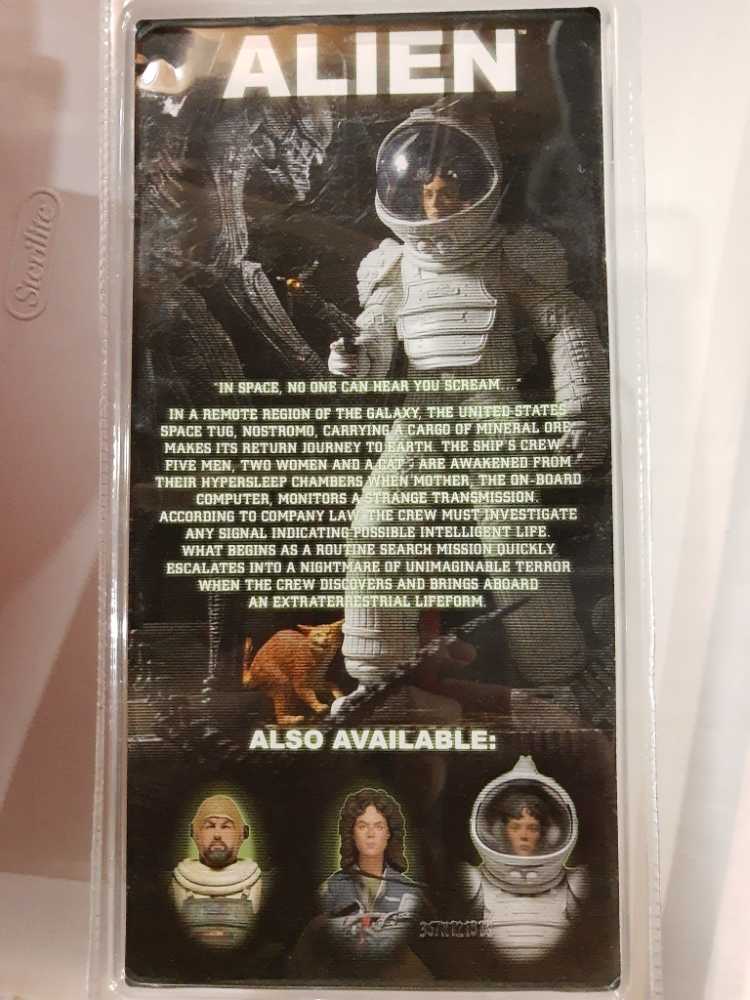 ALIEN™
Sterilite
"IN SPACE, NO ONE CAN HEAR YOU SCREAM..."
IN A REMOTE REGION OF THE GALAXY, THE UNITED STATES
SPACE TUG, NOSTROMO, CARRYING A CARGO OF MINERAL ORE,
MAKES ITS RETURN JOURNEY TO EARTH. THE SHIP'S CREW -
FIVE MEN, TWO WOMEN AND A CAT - ARE AWAKENED FROM
THEIR HYPERSLEEP CHAMBERS WHEN MOTHER, THE ON-BOARD
COMPUTER, MONITORS A STRANGE TRANSMISSION.
ACCORDING TO COMPANY LAW, THE CREW MUST INVESTIGATE
ANY SIGNAL INDICATING POSSIBLE INTELLIGENT LIFE.
WHAT BEGINS AS A ROUTINE SEARCH MISSION QUICKLY
ESCALATES INTO A NIGHTMARE OF UNIMAGINABLE TERROR
WHEN THE CREW DISCOVERS AND BRINGS ABOARD
AN EXTRATERRESTRIAL LIFEFORM.
ALSO AVAILABLE: